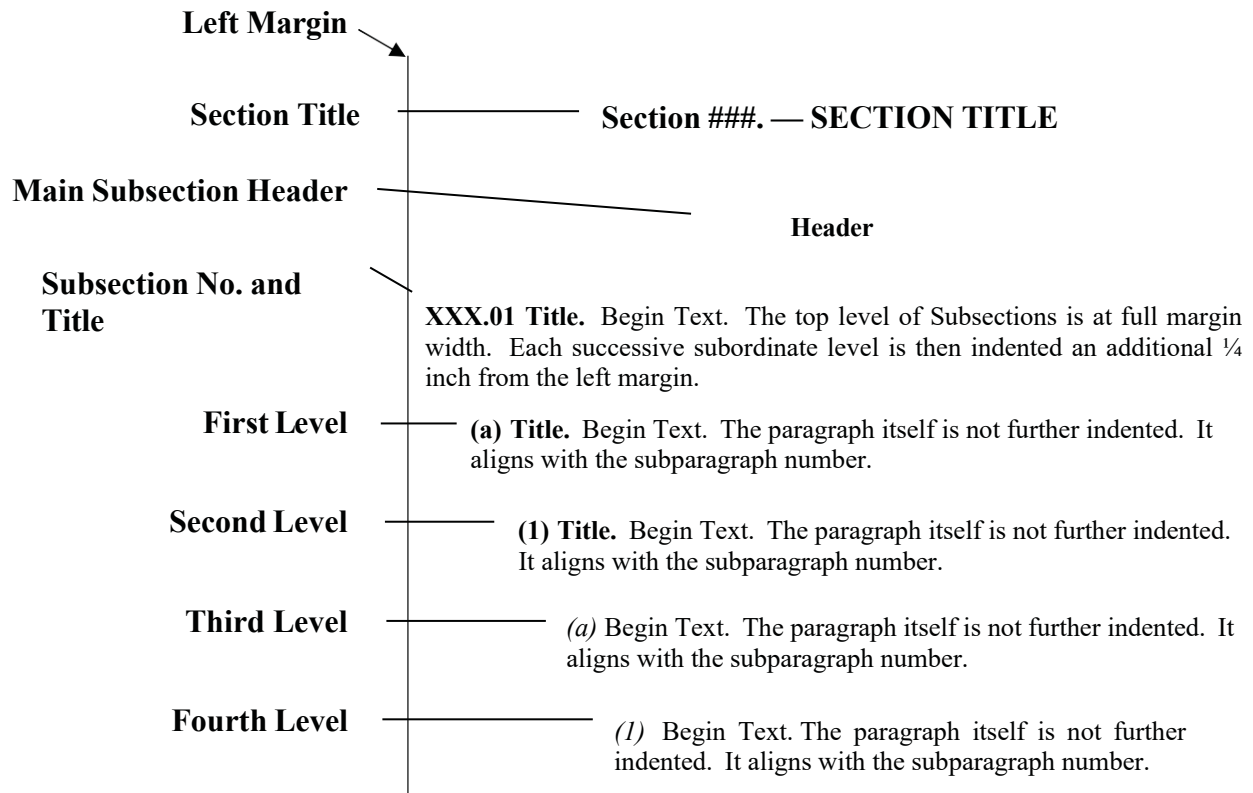 Left Margin
Section Title
Section ###. — SECTION TITLE
Main Subsection Header
Header
Subsection No. and
Title
XXX.01 Title. Begin Text. The top level of Subsections is at full margin
width. Each successive subordinate level is then indented an additional ¼
inch from the left margin.
First Level
(a) Title. Begin Text. The paragraph itself is not further indented. It
aligns with the subparagraph number.
Second Level
(1) Title. Begin Text. The paragraph itself is not further indented.
It aligns with the subparagraph number.
Third Level
(a) Begin Text. The paragraph itself is not further indented. It
aligns with the subparagraph number.
Fourth Level
(1) Begin Text. The paragraph itself is not further
indented. It aligns with the subparagraph number.